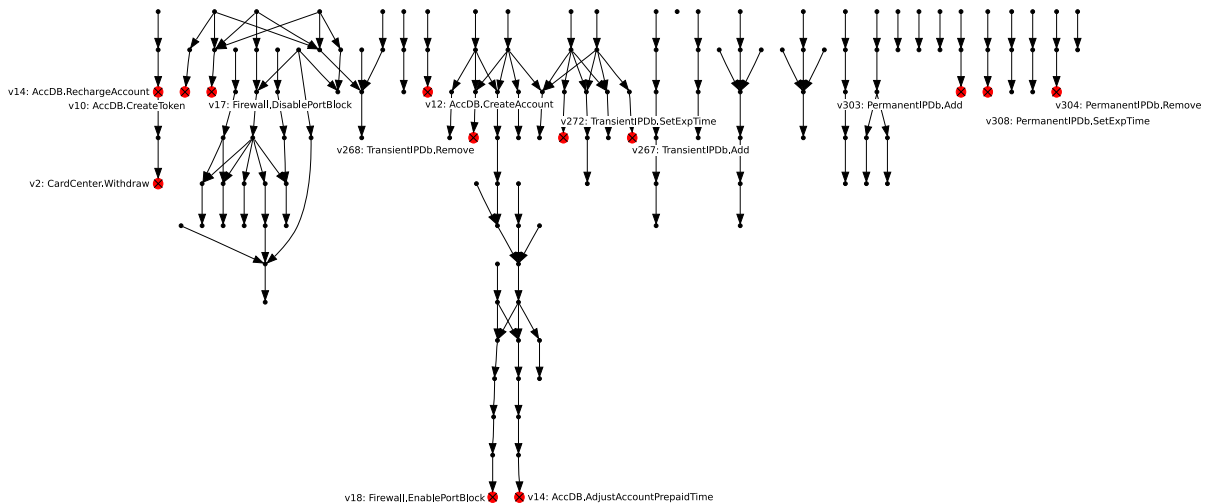 v14: AccDB.RechargeAccount
v10: AccDB.CreateToken
v17: Firewall.DisablePortBlock
v12: AccDB.CreateAccount
v303: PermanentIPDb.Add
v304: PermanentIPDb.Remove
v272: TransientIPDb.SetExpTime
v308: PermanentIPDb.SetExpTime
v268: TransientIPDb.Remove
v267: TransientIPDb.Add
v2: CardCenter.Withdraw
v18: Firewall.EnablePortBlock
v14: AccDB.AdjustAccountPrepaidTime